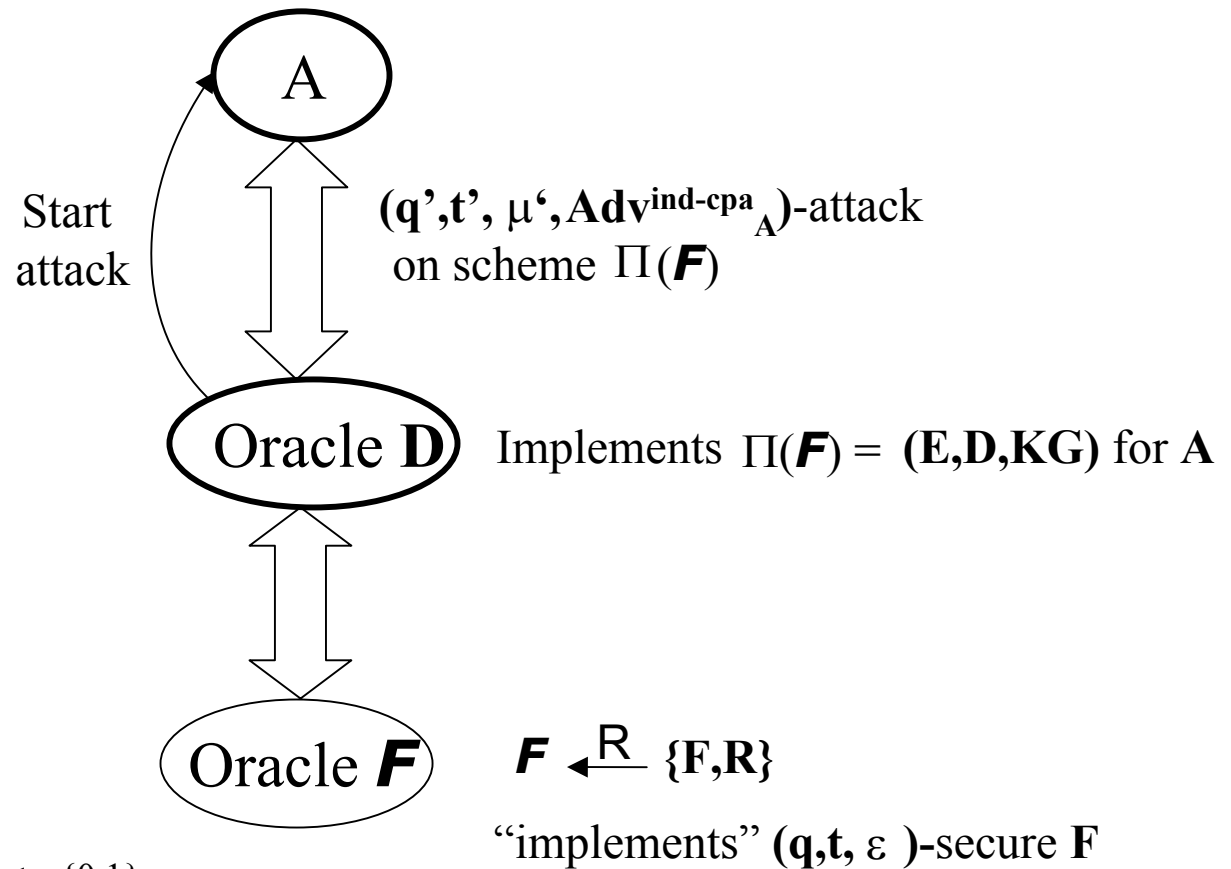 A
Start
attack
(q’,t’, μ‘,Adv^ind-cpa_A)-attack
on scheme Π(F)
Oracle D
Implements Π(F) = (E,D,KG) for A
Oracle F
F ←R {F,R}
“implements” (q,t, ε )-secure F